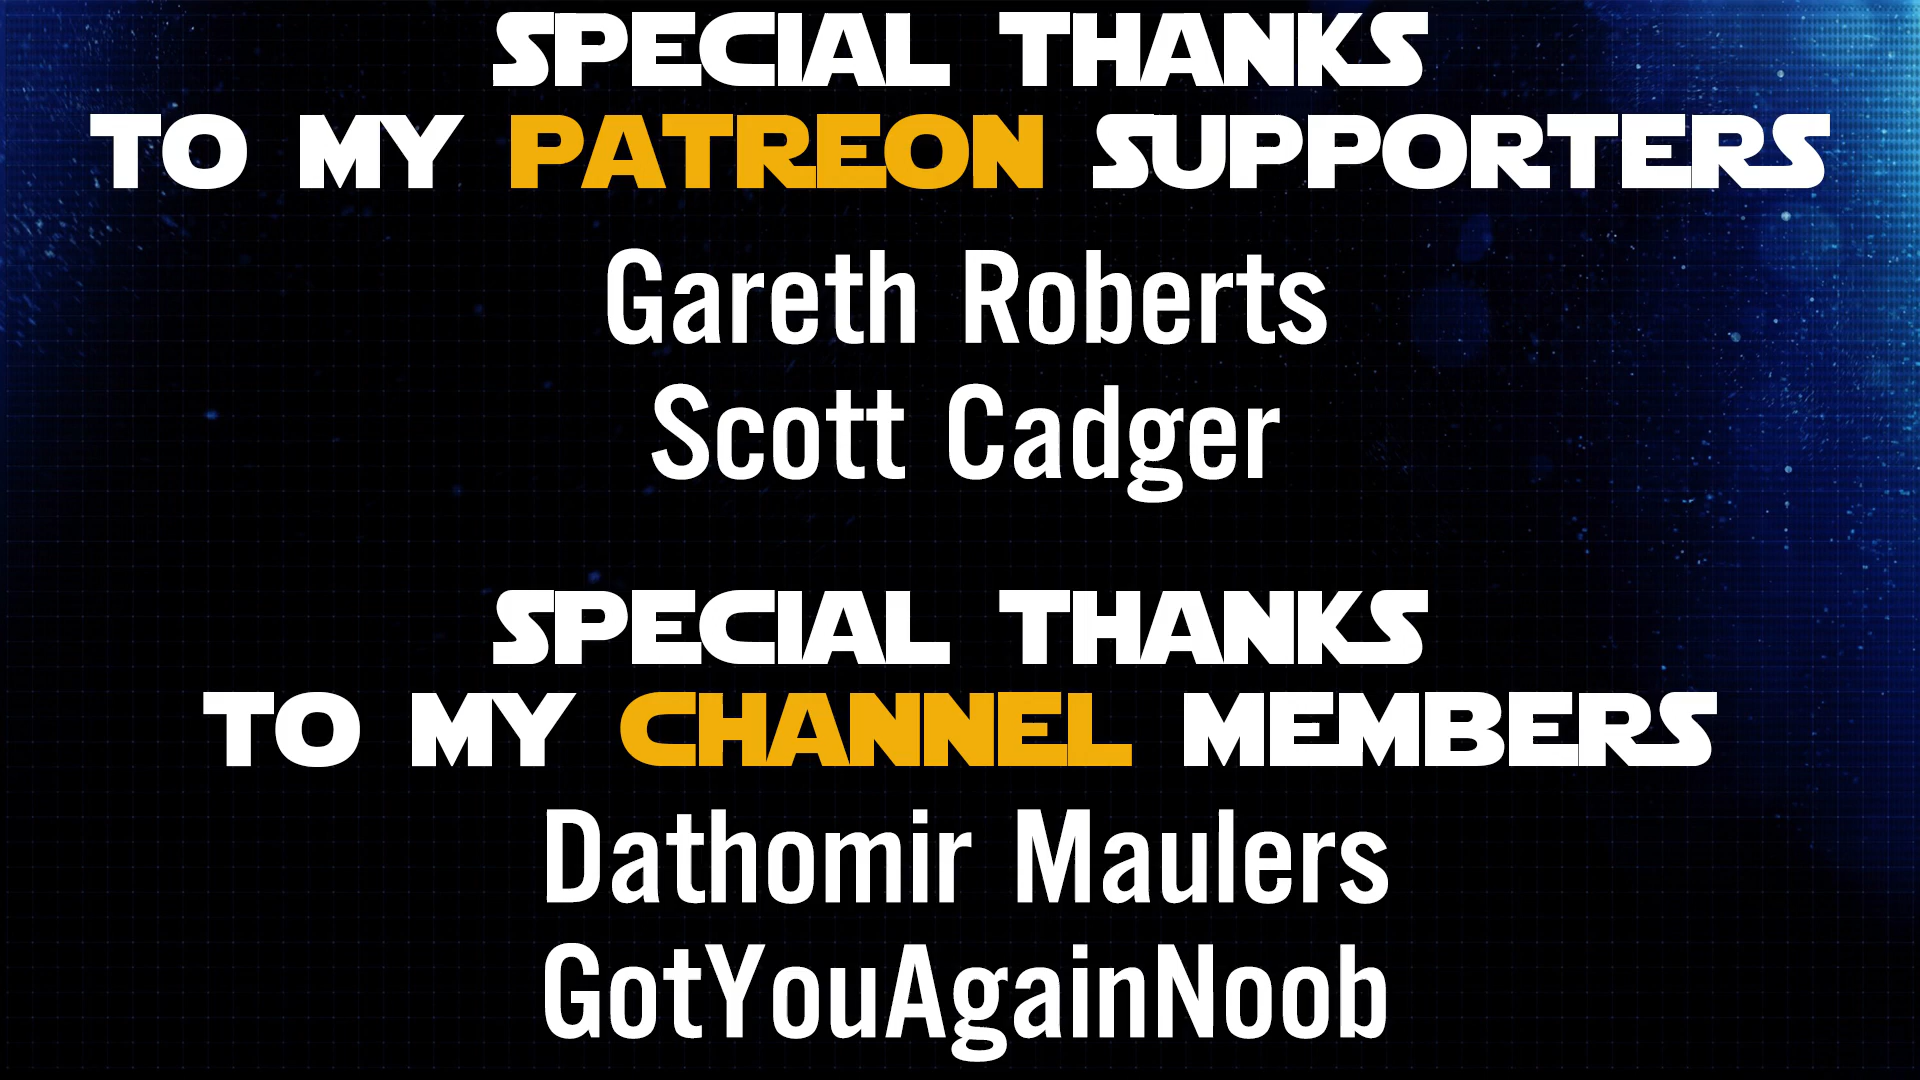 SPECIAL THANKS
TO MY PATREON SUPPORTERS
Gareth Roberts
Scott Cadger
SPECIAL THANKS
TO MY CHANNEL MEMBERS
Dathomir Maulers
GotYouAgainNoob